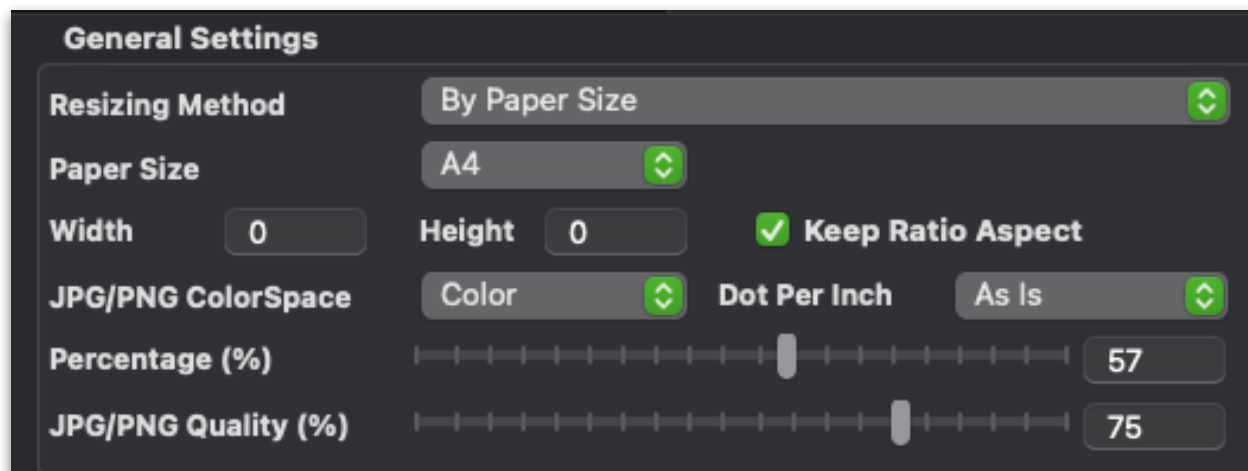 General Settings
Resizing Method By Paper Size
Paper Size A4
Width 0 Height 0 Keep Ratio Aspect
JPG/PNG ColorSpace Color Dot Per Inch As Is
Percentage (%) 57
JPG/PNG Quality (%) 75